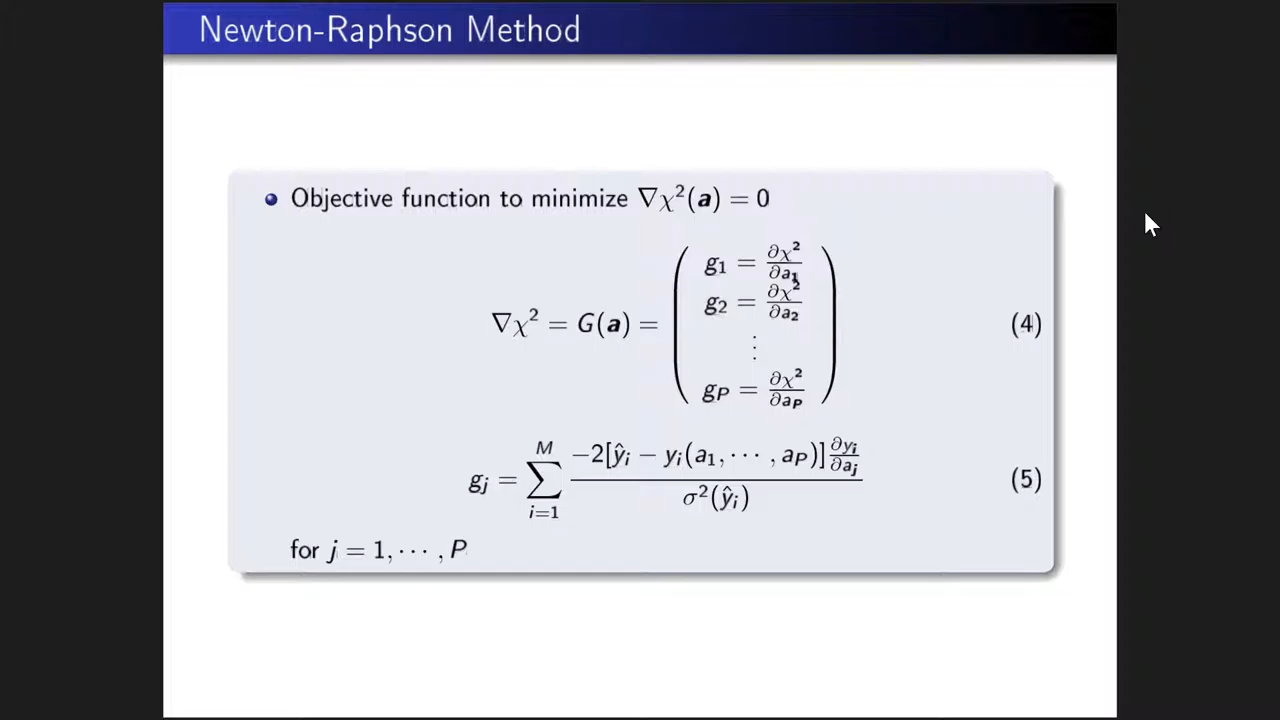 Newton-Raphson Method
Objective function to minimize ∇χ²(a) = 0
∇χ² = G(a) = ( g₁ = ∂χ²/∂a₁
g₂ = ∂χ²/∂a₂
⋮
g_P = ∂χ²/∂a_P ) (4)
g_j = ∑_{i=1}^{M} −2[ŷ_i − y_i(a₁, ⋯ , a_P)] ∂y_i/∂a_j / σ²(ŷ_i) (5)
for j = 1, ⋯ , P